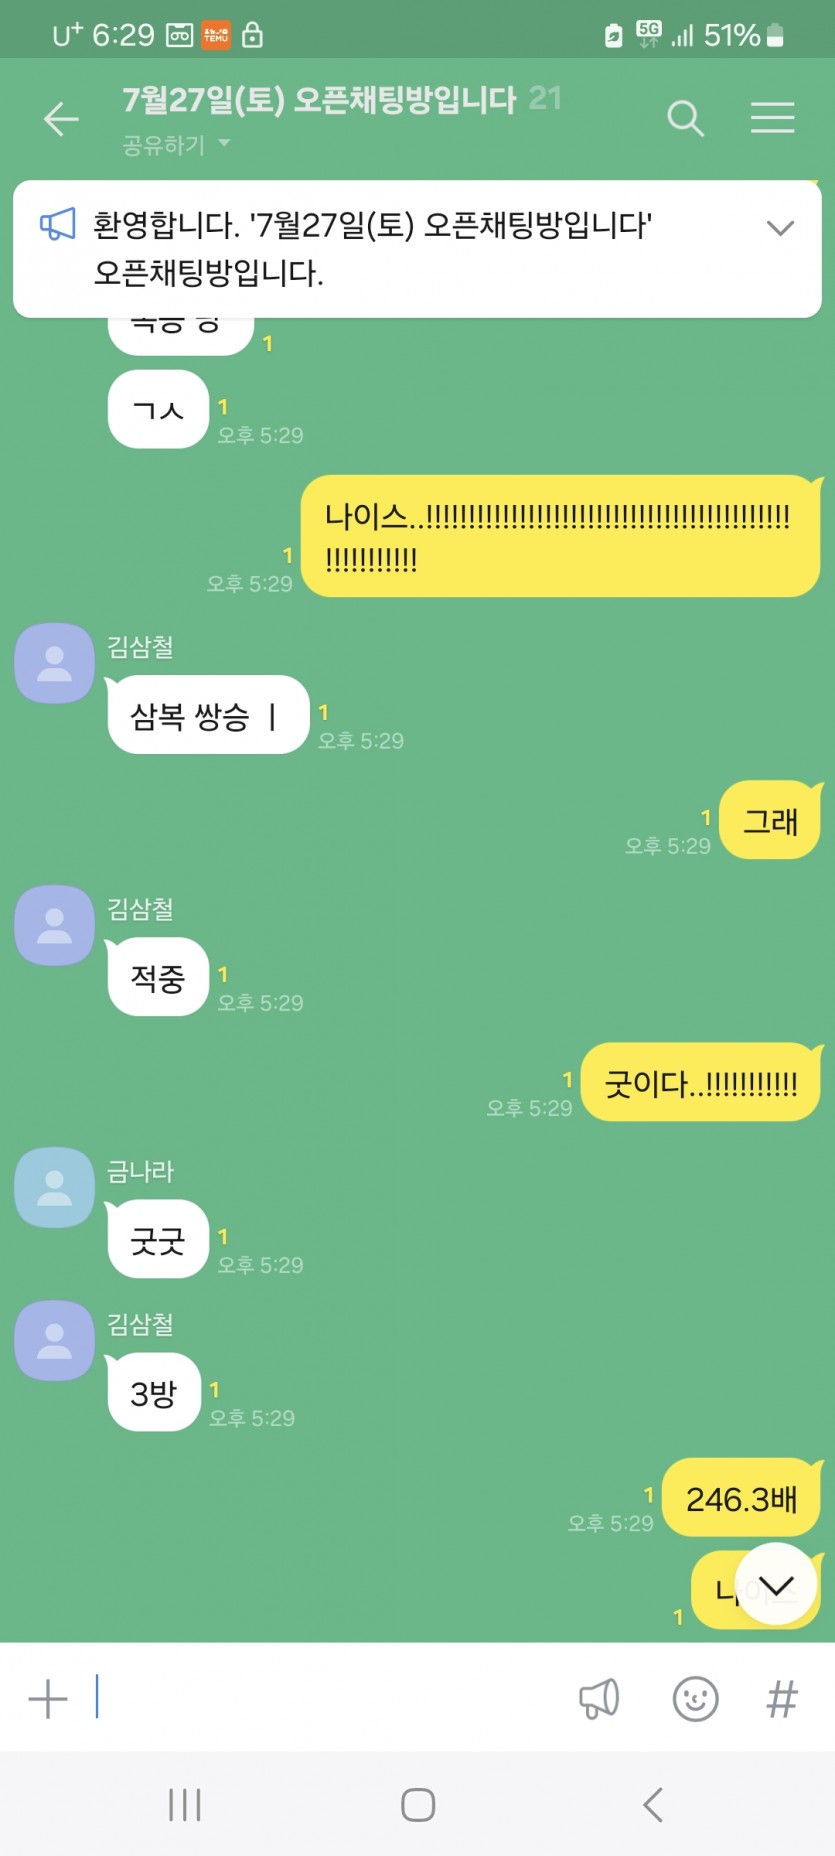 U+ 6:29 TEMU 5G 51%
7월27일(토) 오픈채팅방입니다 21
공유하기
환영합니다. '7월27일(토) 오픈채팅방입니다'
오픈채팅방입니다.
1
ㄱㅅ
1
오후 5:29
나이스..!!!!!!!!!!!!!!!!!!!!!!!!!!!!!!!!!!!!!!!!!!!
!!!!!!!!!!!
1
오후 5:29
김삼철
삼복 쌍승 ㅣ
1
오후 5:29
그래
1
오후 5:29
김삼철
적중
1
오후 5:29
굿이다..!!!!!!!!!!!
1
오후 5:29
금나라
굿굿
1
오후 5:29
김삼철
3방
1
오후 5:29
246.3배
1
오후 5:29
나이스
1
#